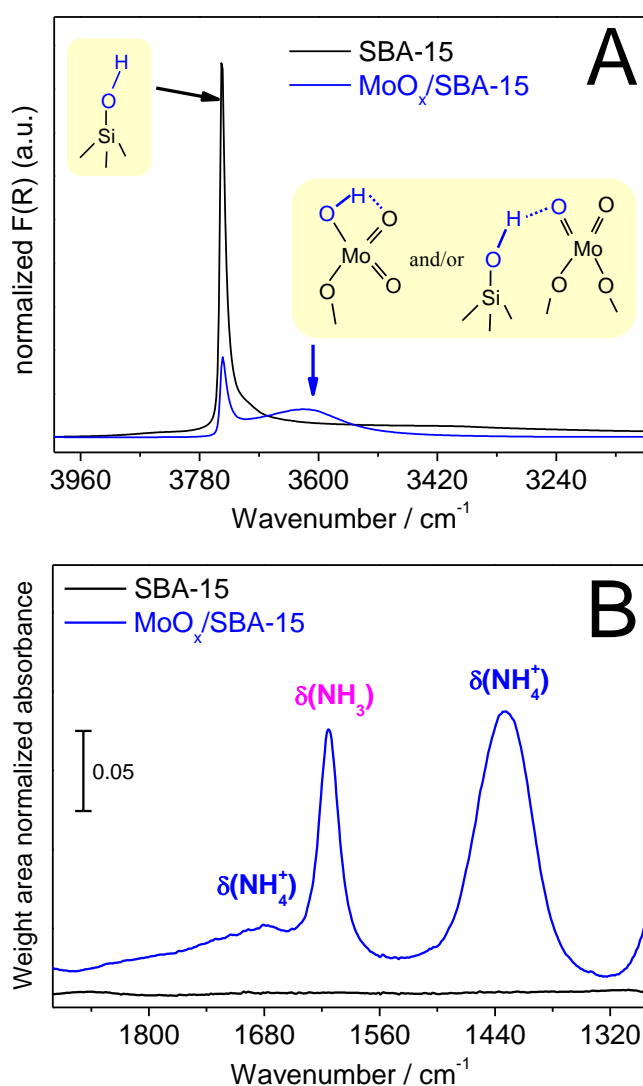 SBA-15
MoOₓ/SBA-15
A
H
O
Si
H
O
O
Mo
O
O
and/or
H
O
Si
O
O
Mo
O
O
normalized F(R) (a.u.)
3960 3780 3600 3420 3240
Wavenumber / cm⁻¹
SBA-15
MoOₓ/SBA-15
B
δ(NH₄⁺)
δ(NH₃)
0.05
δ(NH₄⁺)
Weight area normalized absorbance
1800 1680 1560 1440 1320
Wavenumber / cm⁻¹